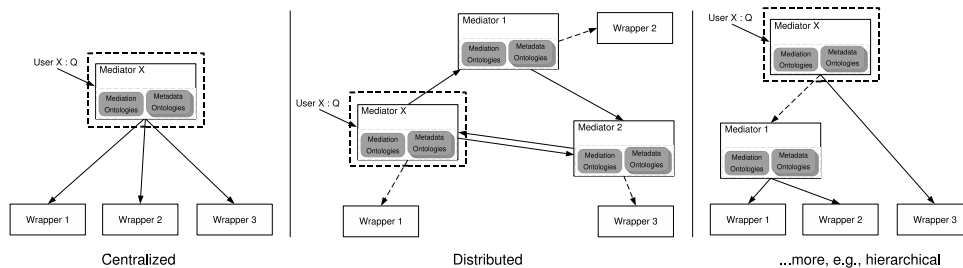 User X : Q
Mediator X
Mediation
Ontologies
Metadata
Ontologies
Wrapper 1
Wrapper 2
Wrapper 3
Centralized
Mediator 1
Mediation
Ontologies
Metadata
Ontologies
Wrapper 2
User X : Q
Mediator X
Mediation
Ontologies
Metadata
Ontologies
Mediator 2
Mediation
Ontologies
Metadata
Ontologies
Wrapper 1
Wrapper 3
Distributed
User X : Q
Mediator X
Mediation
Ontologies
Metadata
Ontologies
Mediator 1
Mediation
Ontologies
Metadata
Ontologies
Wrapper 1
Wrapper 2
Wrapper 3
...more, e.g., hierarchical